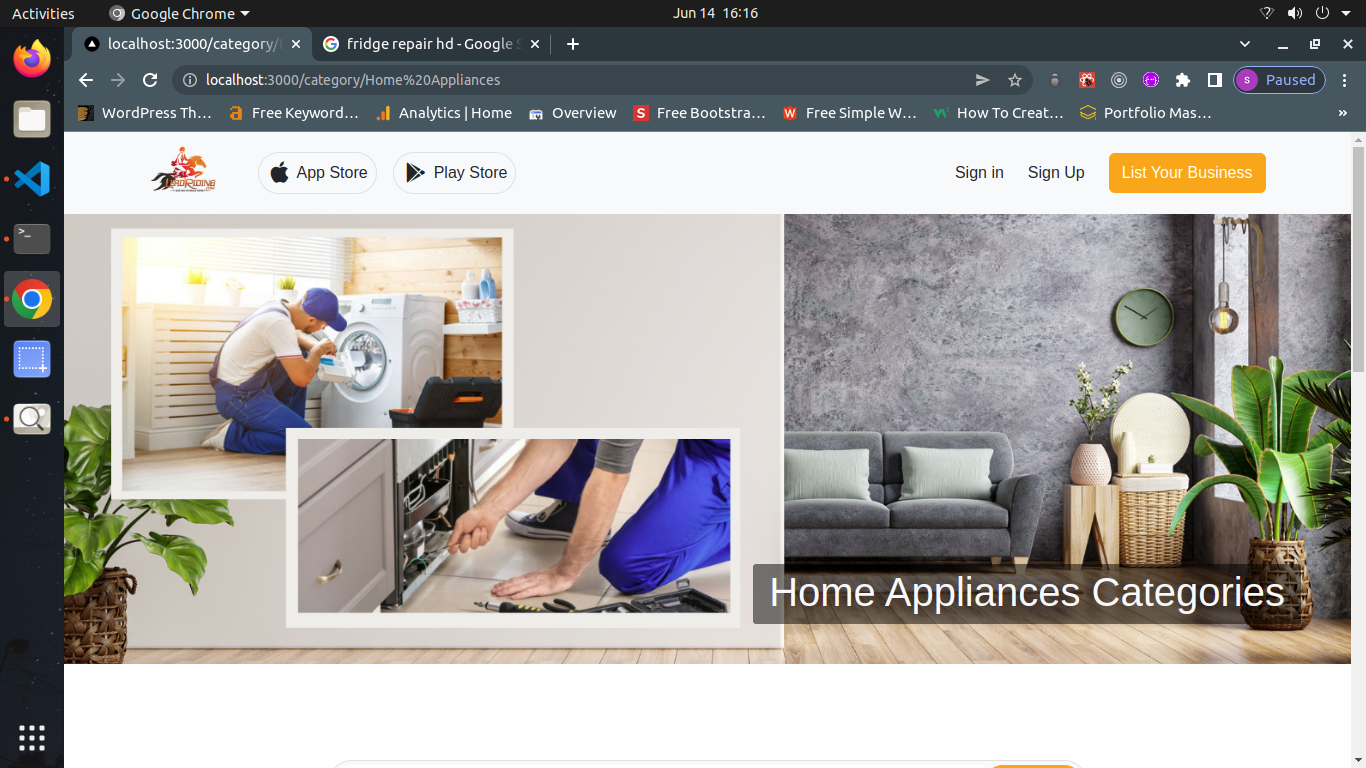 Activities
Google Chrome
Jun 14 16:16
localhost:3000/category/
fridge repair hd - Google S
localhost:3000/category/Home%20Appliances
s
Paused
WordPress Th…
Free Keyword…
Analytics | Home
Overview
Free Bootstra…
Free Simple W…
How To Creat…
Portfolio Mas…
»
App Store
Play Store
Sign in
Sign Up
List Your Business
Home Appliances Categories